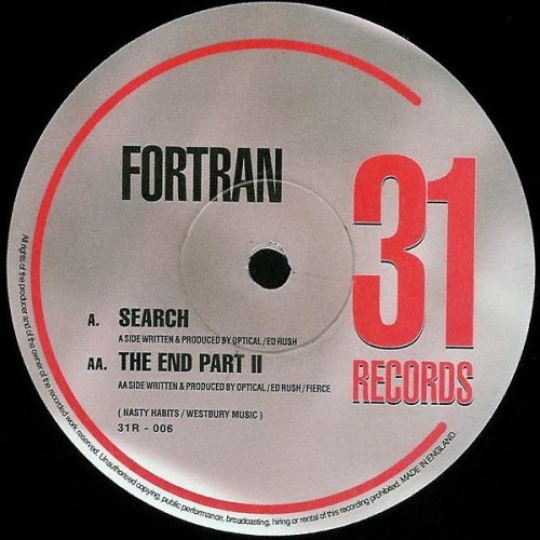 FORTRAN
31
RECORDS
A. SEARCH
A SIDE WRITTEN & PRODUCED BY OPTICAL / ED RUSH
AA. THE END PART II
AA SIDE WRITTEN & PRODUCED BY OPTICAL / ED RUSH / FIERCE
( NASTY HABITS / WESTBURY MUSIC )
31R - 006
All rights of the producer and of the owner of the recorded work reserved. Unauthorised copying, public performance, broadcasting, hiring or rental of this recording prohibited. MADE IN ENGLAND.